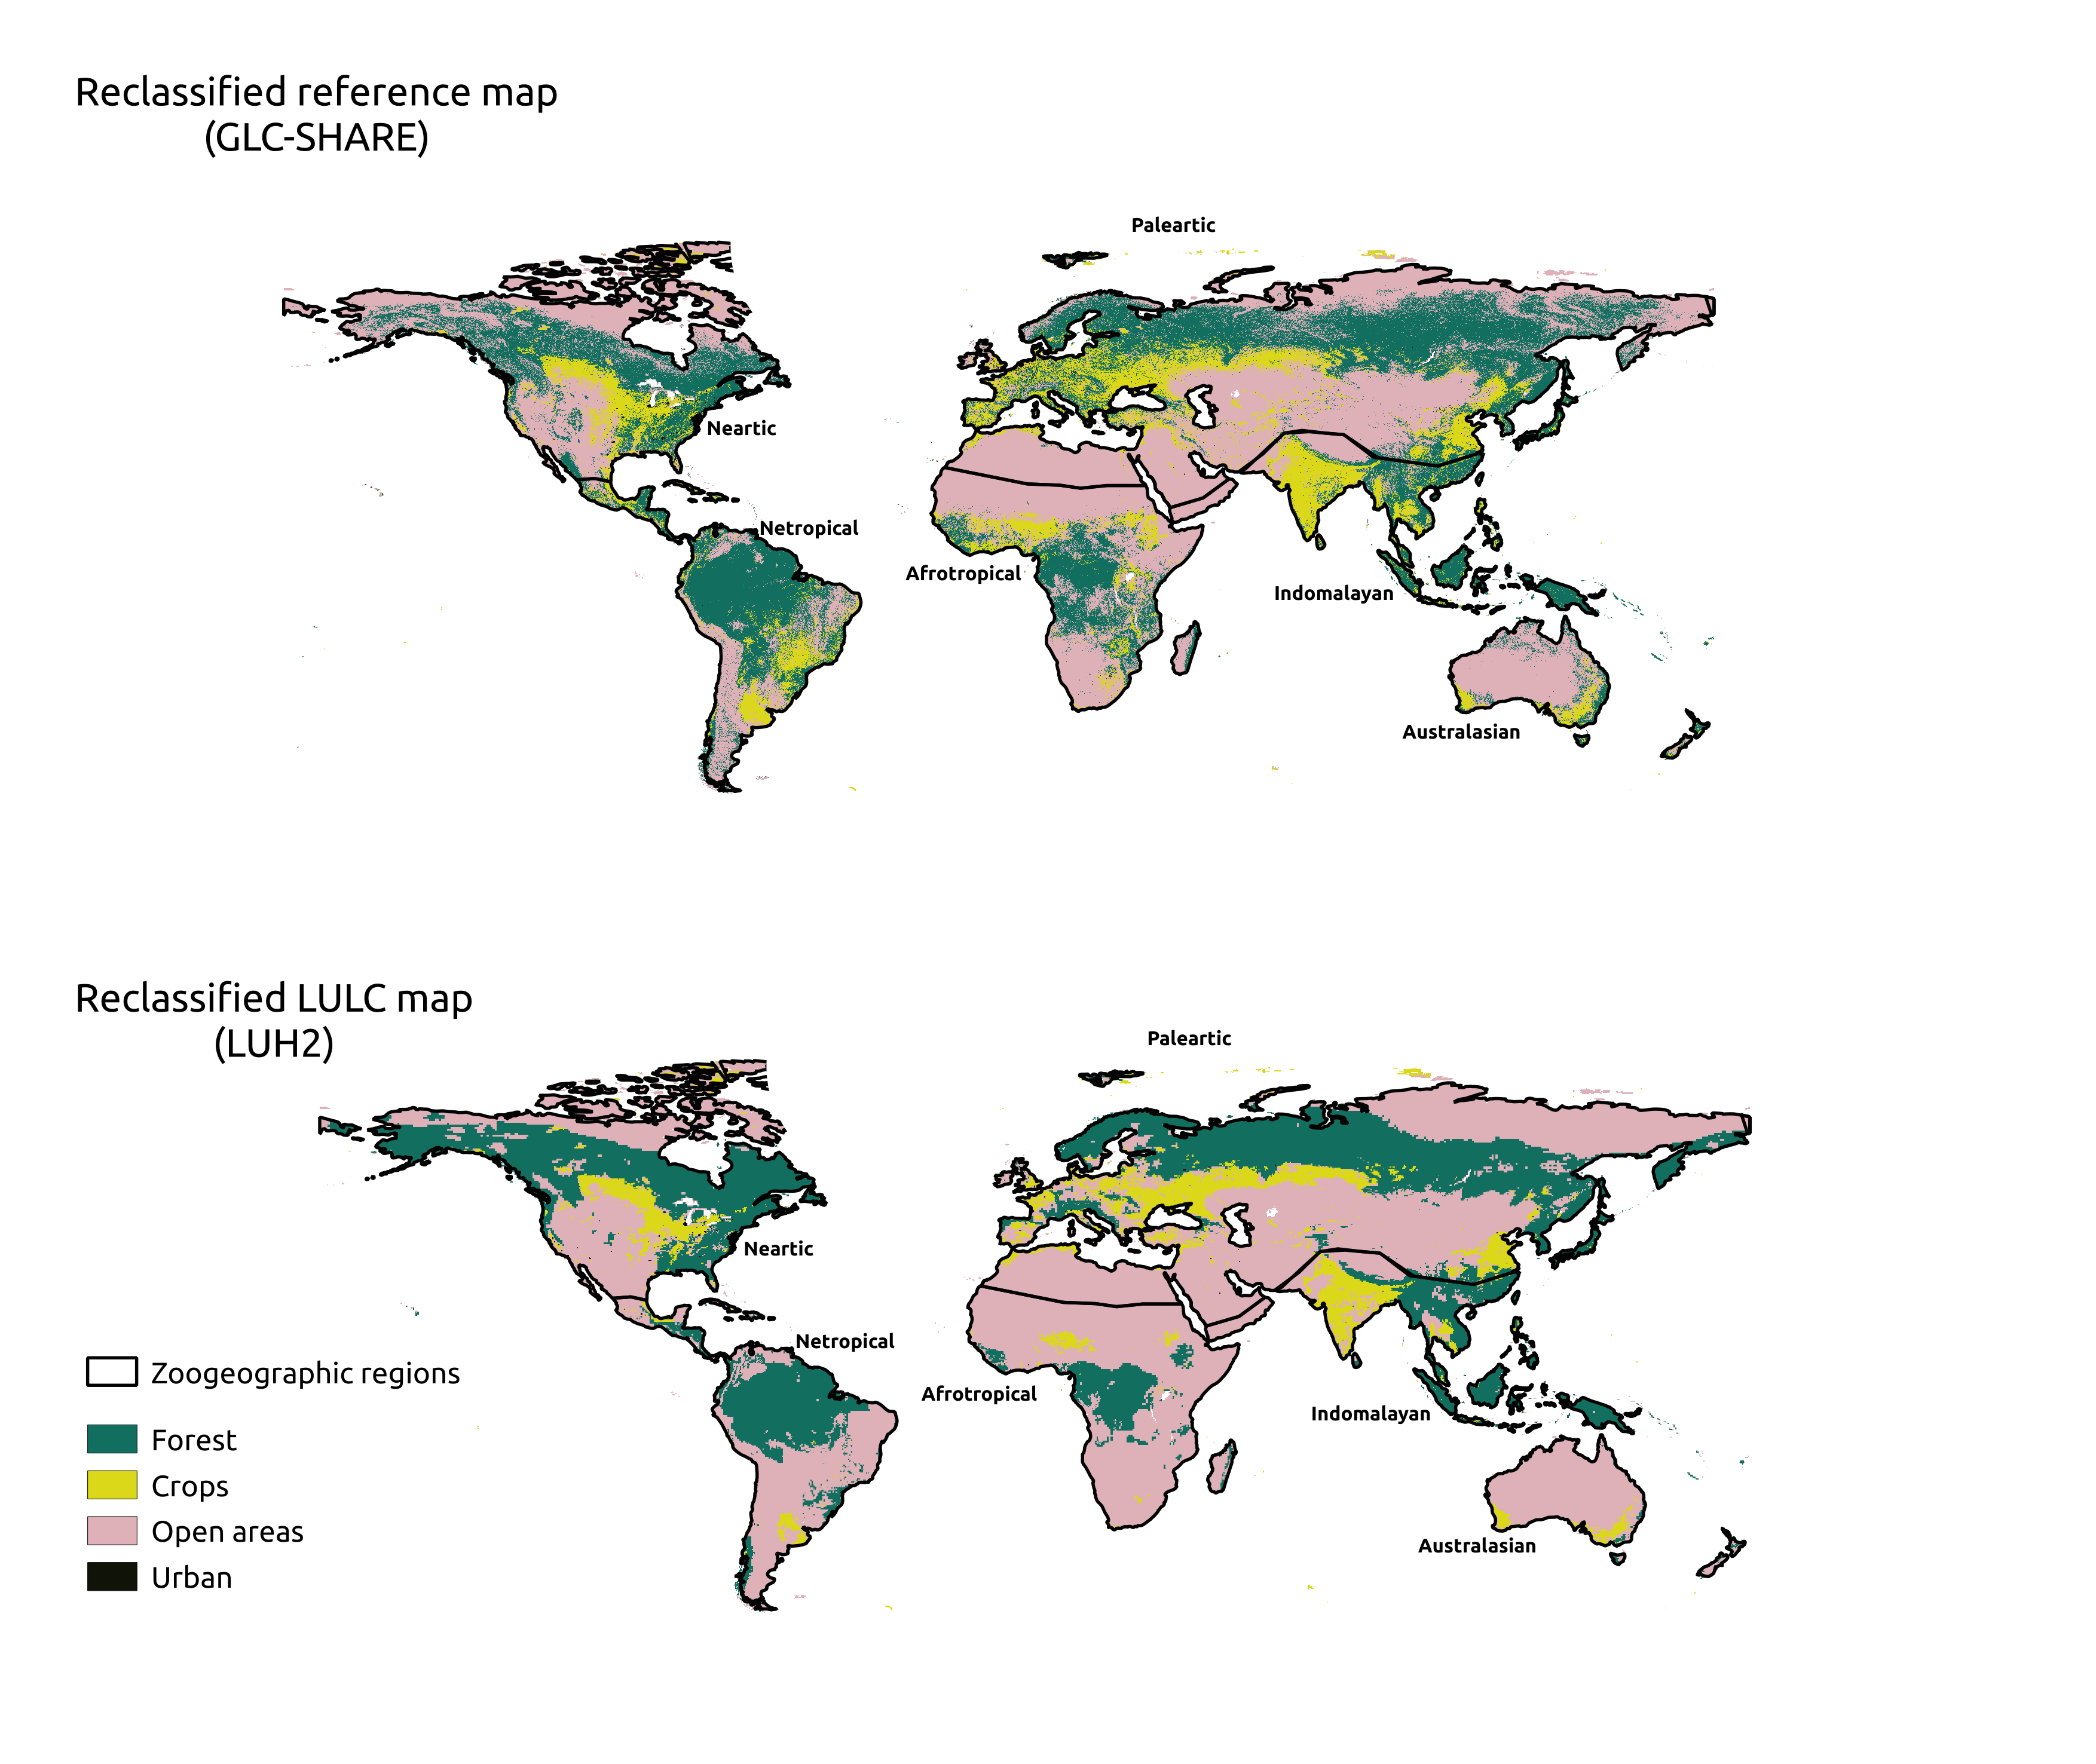 Reclassified reference map
(GLC-SHARE)
Paleartic
Neartic
Netropical
Afrotropical
Indomalayan
Australasian
Reclassified LULC map
(LUH2)
Paleartic
Neartic
Netropical
Afrotropical
Indomalayan
Australasian
Zoogeographic regions
Forest
Crops
Open areas
Urban